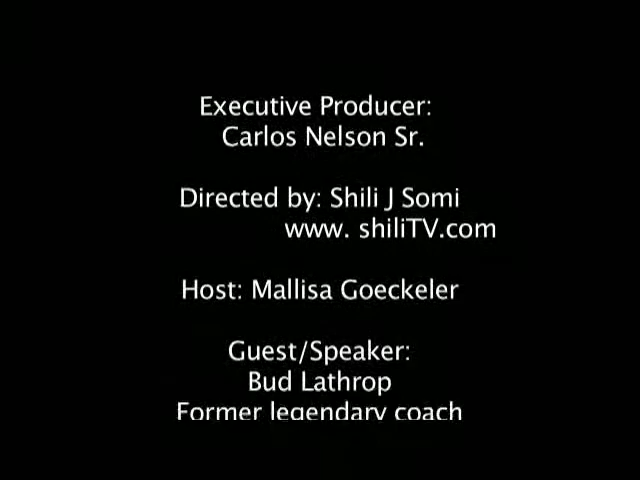 Executive Producer:
Carlos Nelson Sr.
Directed by: Shili J Somi
www. shiliTV.com
Host: Mallisa Goeckeler
Guest/Speaker:
Bud Lathrop
Former legendary coach